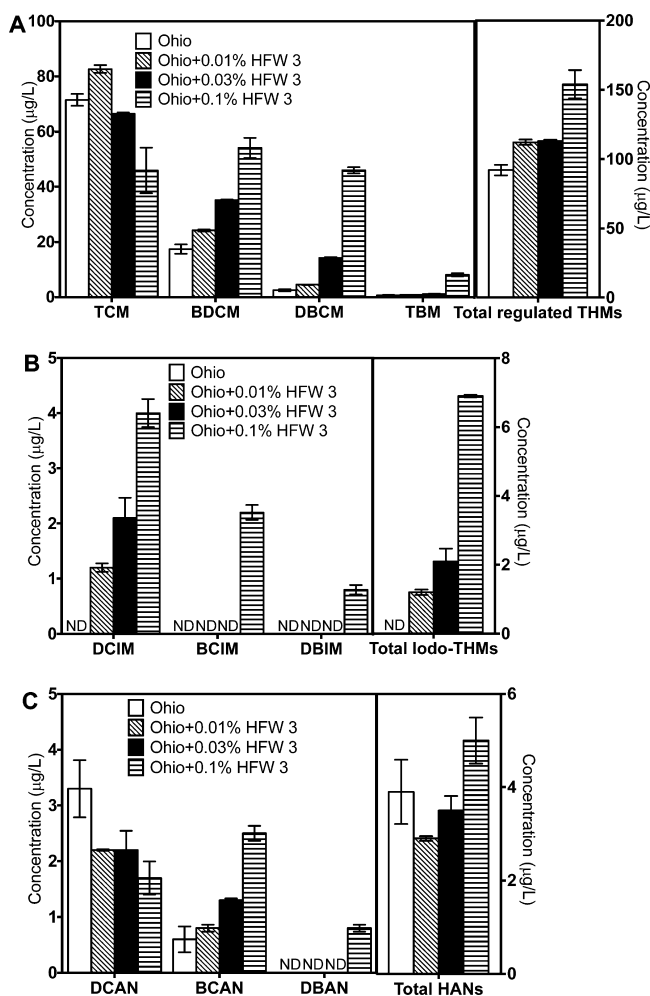 A
Concentration (µg/L)
100
80
60
40
20
0
Ohio
Ohio+0.01% HFW 3
Ohio+0.03% HFW 3
Ohio+0.1% HFW 3
TCM
BDCM
DBCM
TBM
Total regulated THMs
200
150
100
50
0
Concentration (µg/L)
B
Concentration (µg/L)
5
4
3
2
1
0
Ohio
Ohio+0.01% HFW 3
Ohio+0.03% HFW 3
Ohio+0.1% HFW 3
ND
NDNDND
NDNDND
ND
DCIM
BCIM
DBIM
Total Iodo-THMs
8
6
4
2
0
Concentration (µg/L)
C
Concentration (µg/L)
5
4
3
2
1
0
Ohio
Ohio+0.01% HFW 3
Ohio+0.03% HFW 3
Ohio+0.1% HFW 3
NDNDND
DCAN
BCAN
DBAN
Total HANs
6
4
2
0
Concentration (µg/L)